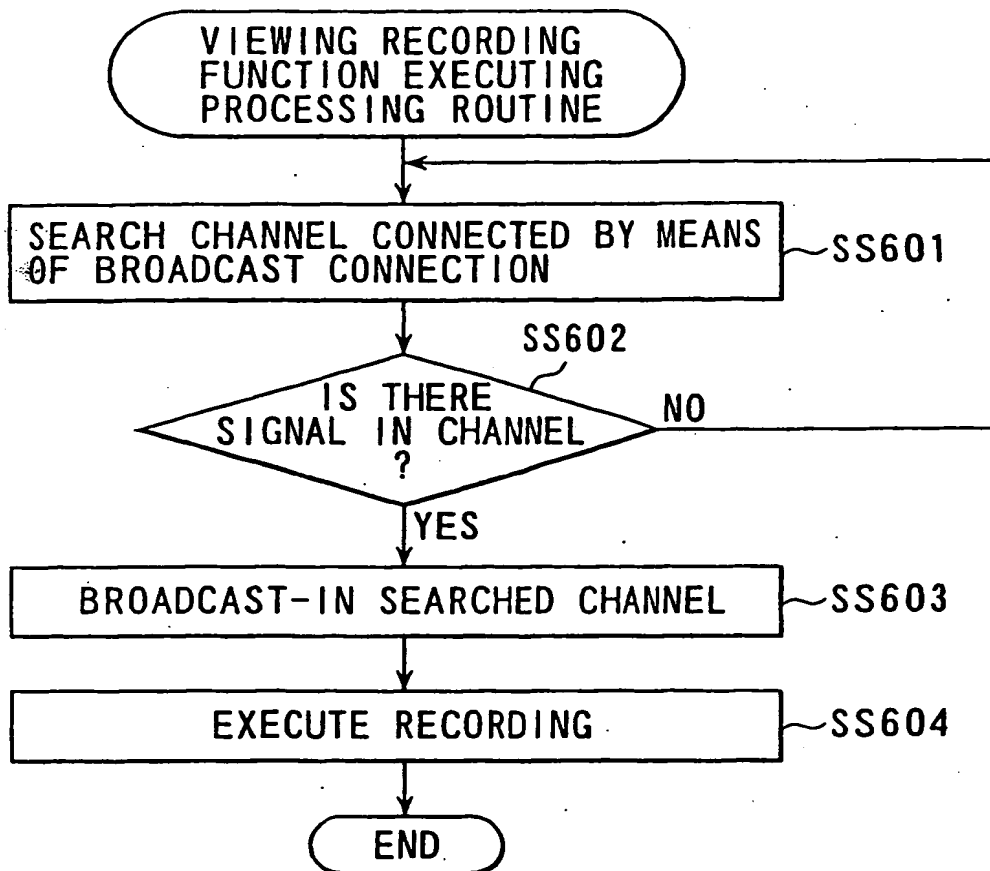 VIEWING RECORDING
FUNCTION EXECUTING
PROCESSING ROUTINE
SEARCH CHANNEL CONNECTED BY MEANS
OF BROADCAST CONNECTION
SS601
SS602
IS THERE
SIGNAL IN CHANNEL
?
NO
YES
BROADCAST-IN SEARCHED CHANNEL
SS603
EXECUTE RECORDING
SS604
END